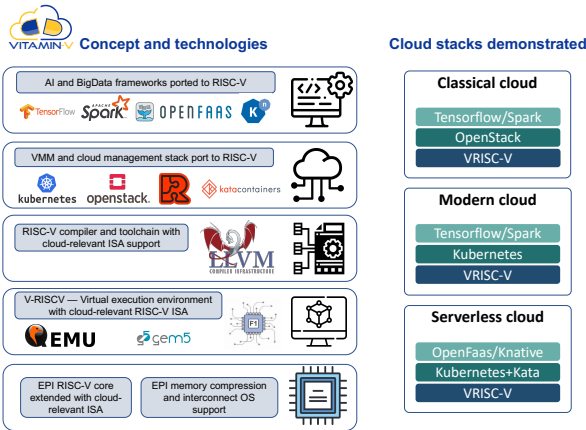 VITAMIN-V
Concept and technologies
AI and BigData frameworks ported to RISC-V
TensorFlow
APACHE
Spark
OPENFAAS
K n
VMM and cloud management stack port to RISC-V
kubernetes
openstack.
R
katacontainers
RISC-V compiler and toolchain with
cloud-relevant ISA support
LLVM
COMPILER INFRASTRUCTURE
V-RISCV — Virtual execution environment
with cloud-relevant RISC-V ISA
QEMU
gem5
F1
EPI RISC-V core
extended with cloud-
relevant ISA
EPI memory compression
and interconnect OS
support
Cloud stacks demonstrated
Classical cloud
Tensorflow/Spark
OpenStack
VRISC-V
Modern cloud
Tensorflow/Spark
Kubernetes
VRISC-V
Serverless cloud
OpenFaas/Knative
Kubernetes+Kata
VRISC-V